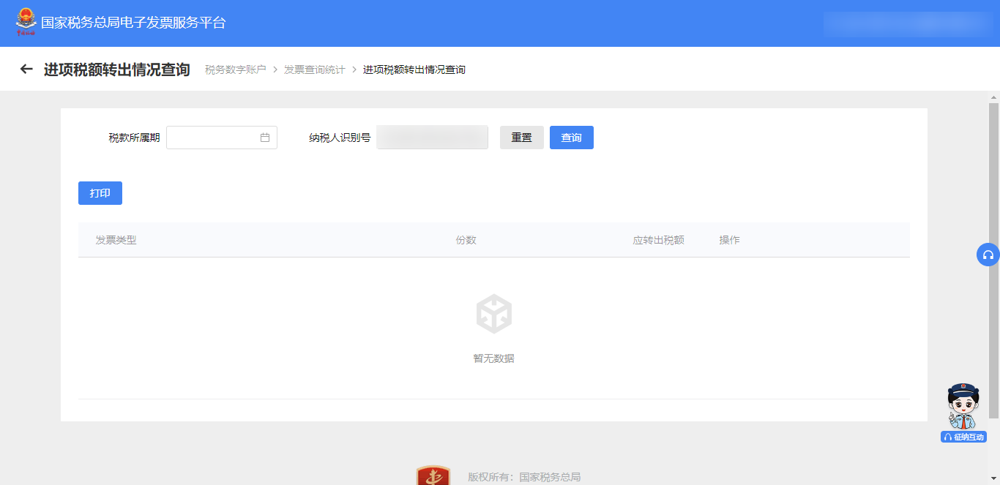 国家税务总局电子发票服务平台
进项税额转出情况查询 税务数字账户 > 发票查询统计 > 进项税额转出情况查询
税款所属期 纳税人识别号 重置 查询
打印
发票类型 份数 应转出税额 操作
暂无数据
征纳互动
版权所有：国家税务总局